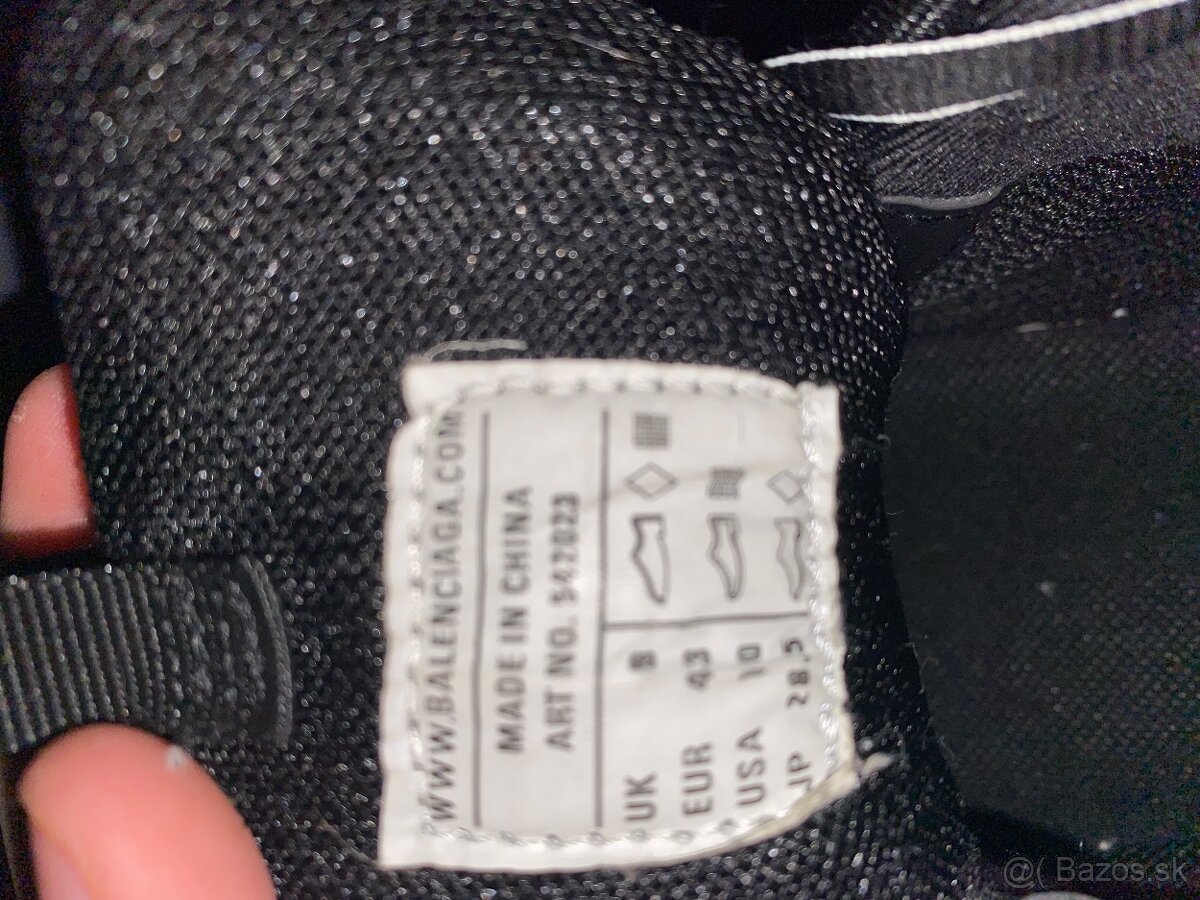 WWW.BALENCIAGA.COM
MADE IN CHINA
ART NO. 542023
UK 9
EUR 43
USA 10
JP 28,5
@( Bazos.sk